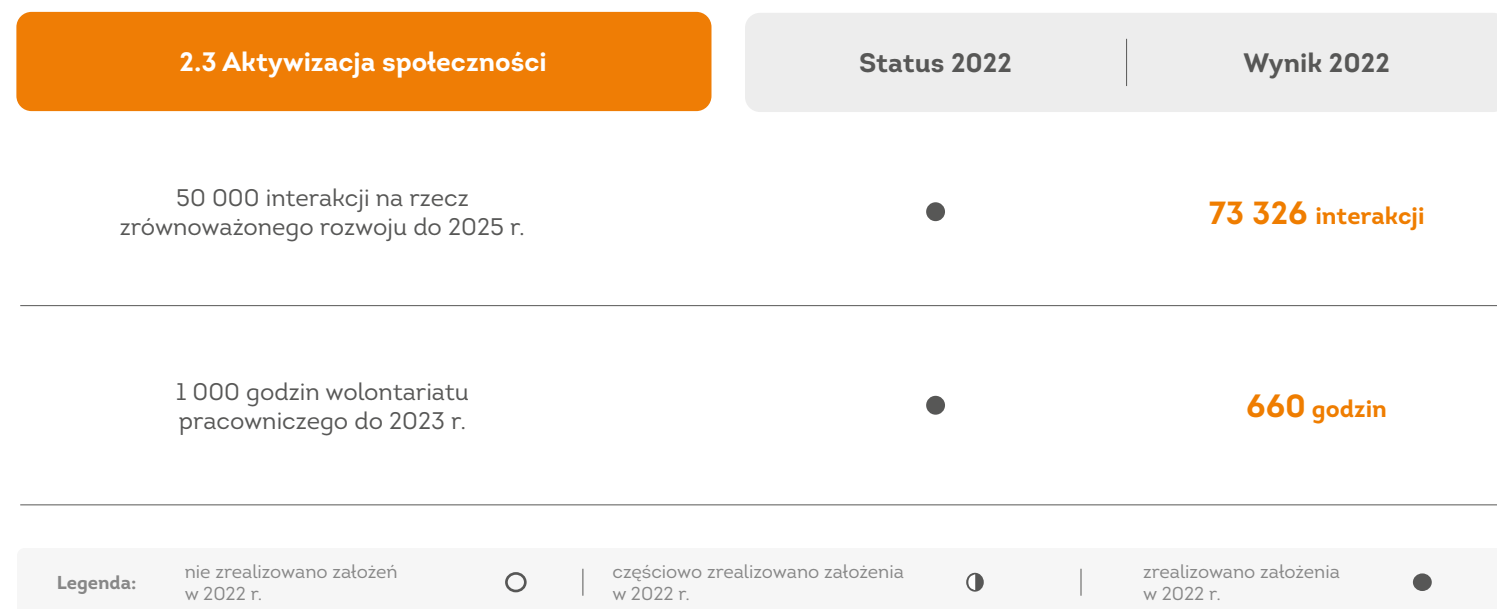 2.3 Aktywizacja społeczności
Status 2022
Wynik 2022
50 000 interakcji na rzecz
zrównoważonego rozwoju do 2025 r.
73 326 interakcji
1 000 godzin wolontariatu
pracowniczego do 2023 r.
660 godzin
Legenda:
nie zrealizowano założeń
w 2022 r.
częściowo zrealizowano założenia
w 2022 r.
zrealizowano założenia
w 2022 r.